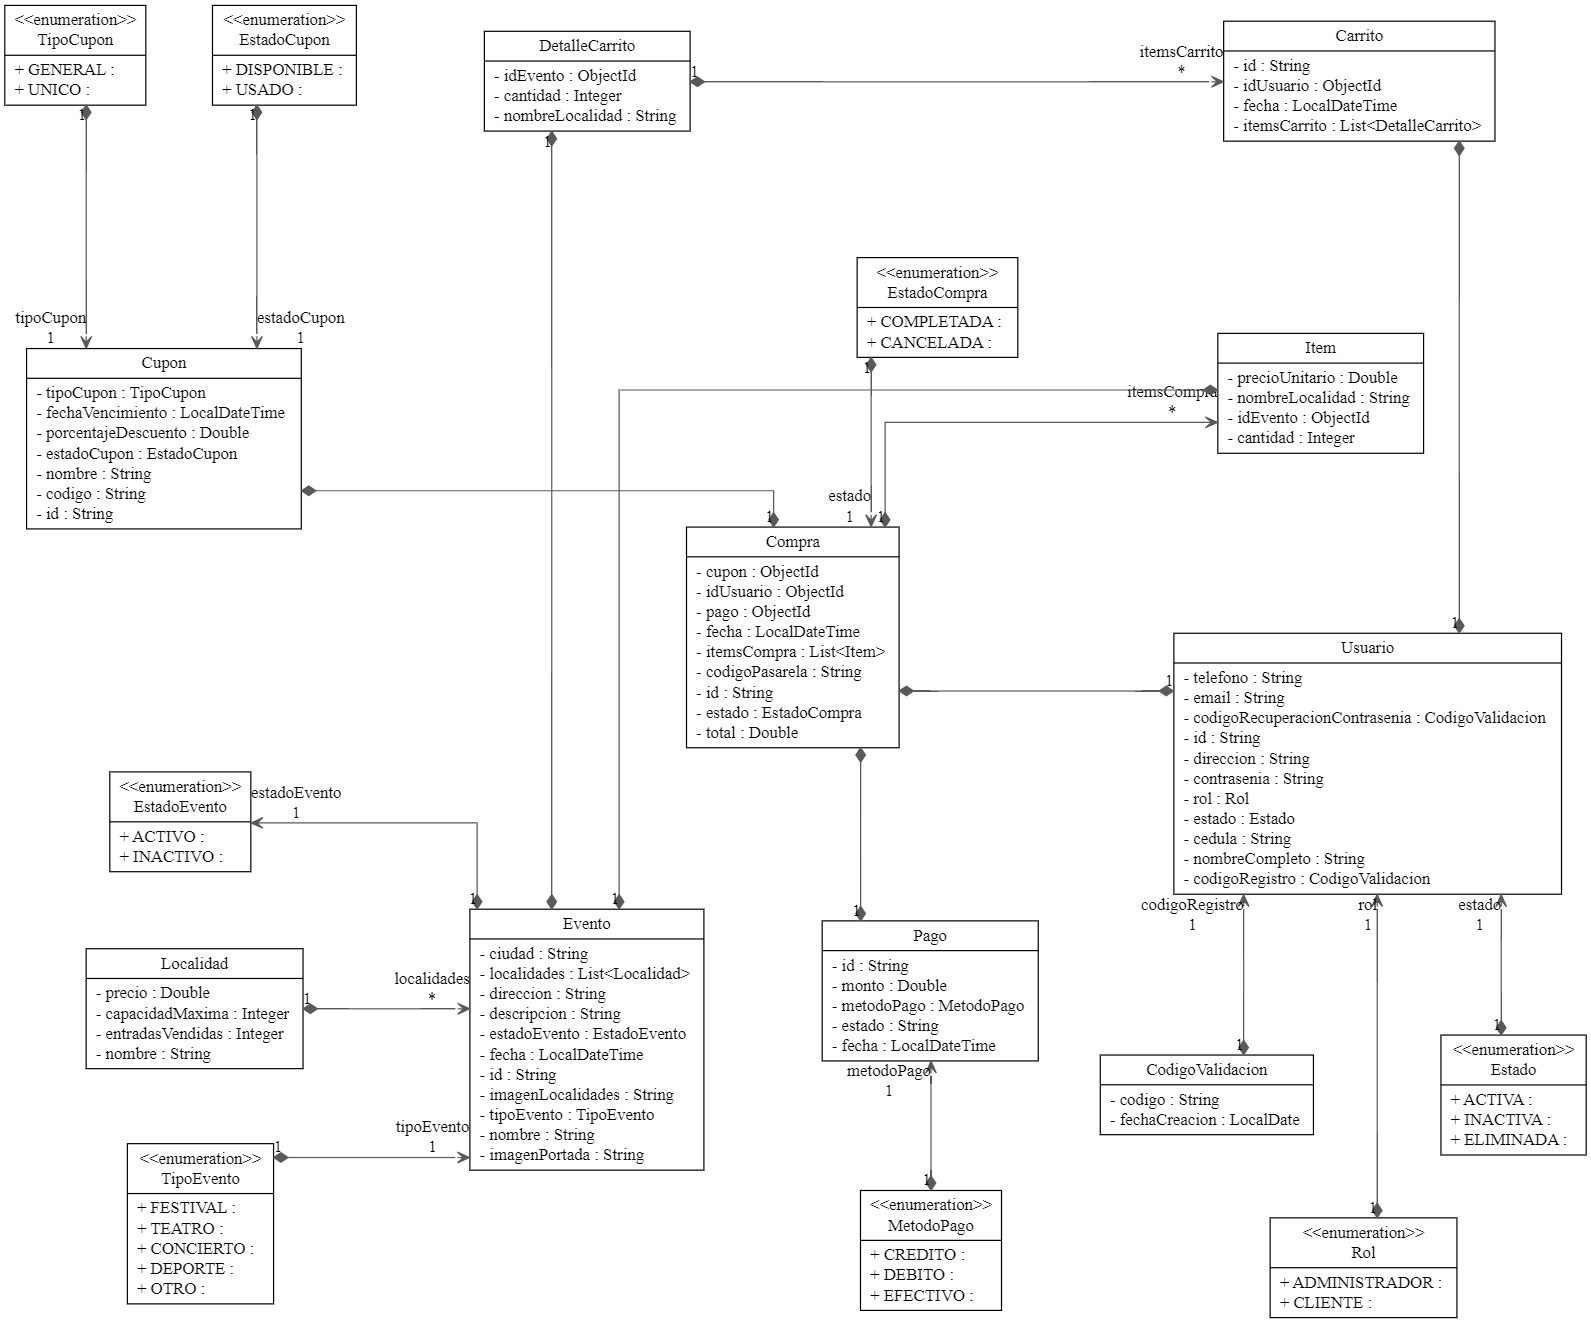 <<enumeration>>
TipoCupon
+ GENERAL :
+ UNICO :
1
tipoCupon
1
<<enumeration>>
EstadoCupon
+ DISPONIBLE :
+ USADO :
1
estadoCupon
1
DetalleCarrito
- idEvento : ObjectId
- cantidad : Integer
- nombreLocalidad : String
1
1
itemsCarrito
*
Carrito
- id : String
- idUsuario : ObjectId
- fecha : LocalDateTime
- itemsCarrito : List<DetalleCarrito>
<<enumeration>>
EstadoCompra
+ COMPLETADA :
+ CANCELADA :
1
estado
1
1
itemsCompra
*
Item
- precioUnitario : Double
- nombreLocalidad : String
- idEvento : ObjectId
- cantidad : Integer
Cupon
- tipoCupon : TipoCupon
- fechaVencimiento : LocalDateTime
- porcentajeDescuento : Double
- estadoCupon : EstadoCupon
- nombre : String
- codigo : String
- id : String
1
Compra
- cupon : ObjectId
- idUsuario : ObjectId
- pago : ObjectId
- fecha : LocalDateTime
- itemsCompra : List<Item>
- codigoPasarela : String
- id : String
- estado : EstadoCompra
- total : Double
1
1
Usuario
- telefono : String
- email : String
- codigoRecuperacionContrasenia : CodigoValidacion
- id : String
- direccion : String
- contrasenia : String
- rol : Rol
- estado : Estado
- cedula : String
- nombreCompleto : String
- codigoRegistro : CodigoValidacion
<<enumeration>>
EstadoEvento
+ ACTIVO :
+ INACTIVO :
estadoEvento
1
1
1
Evento
- ciudad : String
- localidades : List<Localidad>
- direccion : String
- descripcion : String
- estadoEvento : EstadoEvento
- fecha : LocalDateTime
- id : String
- imagenLocalidades : String
- tipoEvento : TipoEvento
- nombre : String
- imagenPortada : String
Localidad
- precio : Double
- capacidadMaxima : Integer
- entradasVendidas : Integer
- nombre : String
1
localidades
*
<<enumeration>>
TipoEvento
+ FESTIVAL :
+ TEATRO :
+ CONCIERTO :
+ DEPORTE :
+ OTRO :
1
tipoEvento
1
1
Pago
- id : String
- monto : Double
- metodoPago : MetodoPago
- estado : String
- fecha : LocalDateTime
metodoPago
1
1
<<enumeration>>
MetodoPago
+ CREDITO :
+ DEBITO :
+ EFECTIVO :
codigoRegistro
1
1
CodigoValidacion
- codigo : String
- fechaCreacion : LocalDate
rol
1
1
<<enumeration>>
Rol
+ ADMINISTRADOR :
+ CLIENTE :
estado
1
1
<<enumeration>>
Estado
+ ACTIVA :
+ INACTIVA :
+ ELIMINADA :